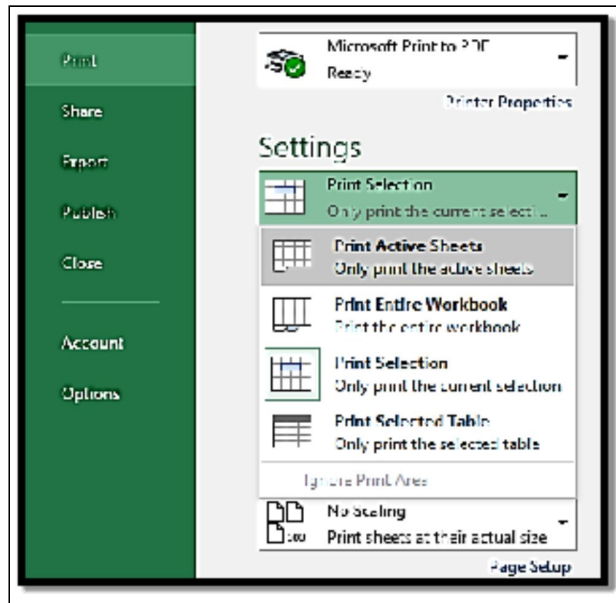 Print
Share
Export
Publish
Close
Account
Options
Microsoft Print to PDF
Ready
Printer Properties
Settings
Print Selection
Only print the current selecti...
Print Active Sheets
Only print the active sheets
Print Entire Workbook
Print the entire workbook
Print Selection
Only print the current selection
Print Selected Table
Only print the selected table
Ignore Print Area
No Scaling
Print sheets at their actual size
100
Page Setup